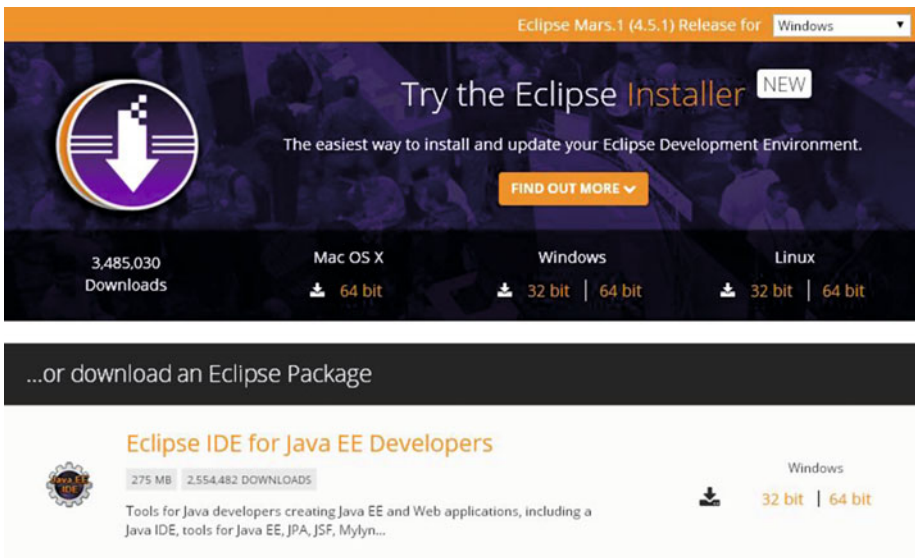 Eclipse Mars.1 (4.5.1) Release for Windows
Try the Eclipse Installer NEW
The easiest way to install and update your Eclipse Development Environment.
FIND OUT MORE
3,485,030
Downloads
Mac OS X
64 bit
Windows
32 bit | 64 bit
Linux
32 bit | 64 bit
...or download an Eclipse Package
Java EE
IDE
Eclipse IDE for Java EE Developers
275 MB 2,554,482 DOWNLOADS
Tools for Java developers creating Java EE and Web applications, including a
Java IDE, tools for Java EE, JPA, JSF, Mylyn...
Windows
32 bit | 64 bit